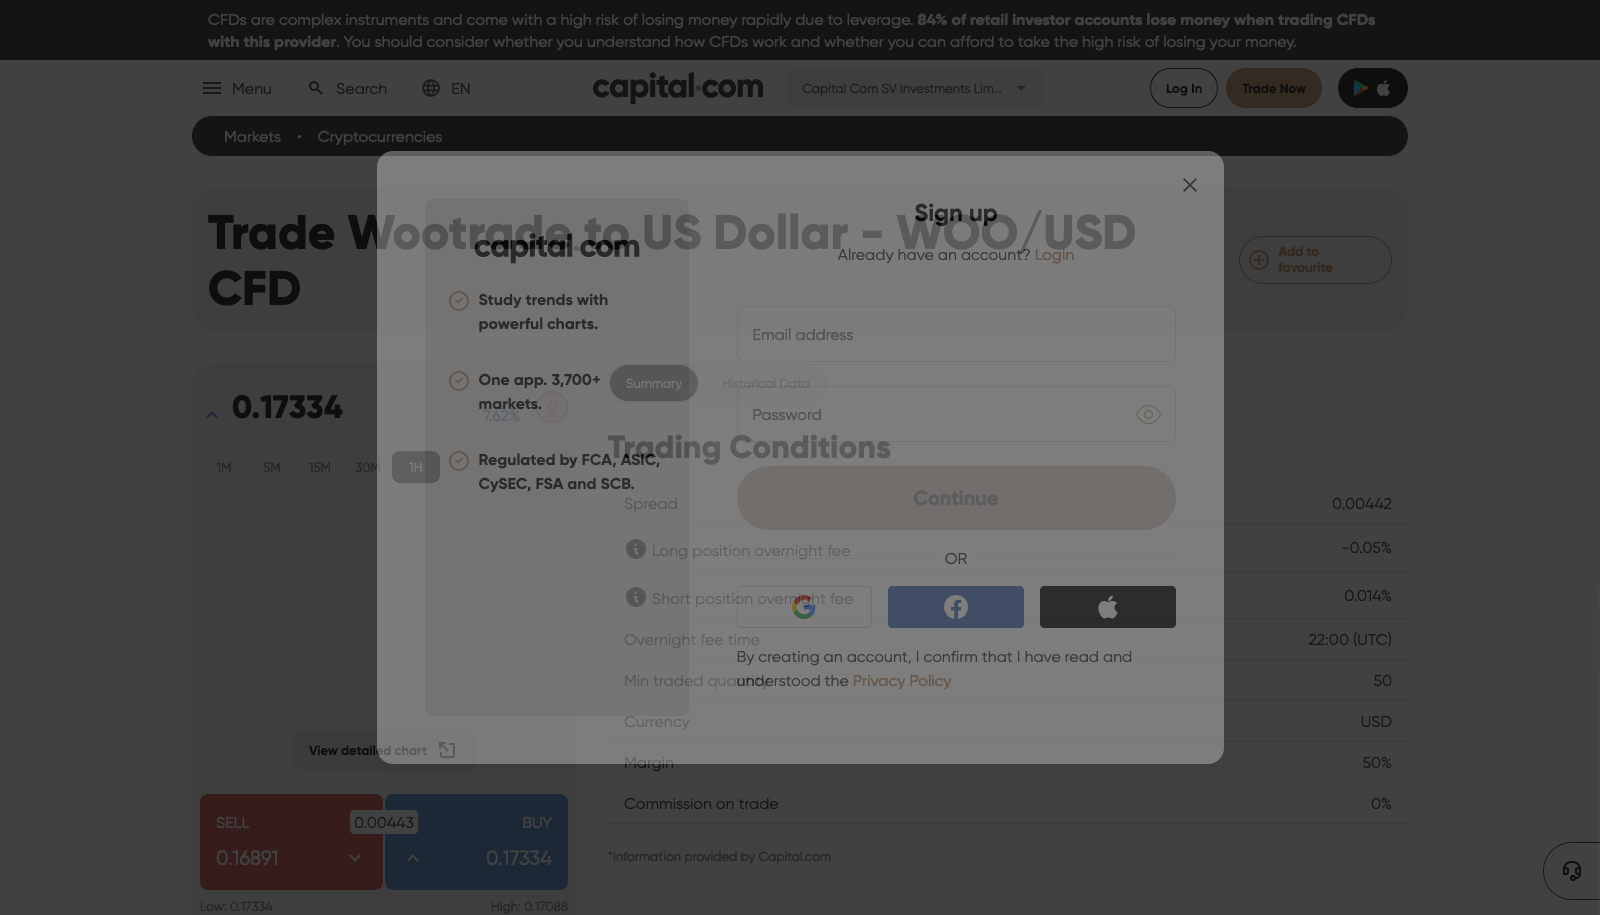 CFDs are complex instruments and come with a high risk of losing money rapidly due to leverage. 84% of retail investor accounts lose money when trading CFDs
with this provider. You should consider whether you understand how CFDs work and whether you can afford to take the high risk of losing your money.
Menu
Search
EN
capital.com
Capital Com SV Investments Lim...
Log In
Trade Now
Markets • Cryptocurrencies
Trade Wootrade to US Dollar - WOO/USD
CFD
Add to
favourite
0.17334
7.62%
1M 5M 15M 30M 1H
View detailed chart
SELL
0.00443
BUY
0.16891
0.17334
Low: 0.17334
High: 0.17088
Summary
Historical Data
Trading Conditions
Spread 0.00442
Long position overnight fee -0.05%
Short position overnight fee 0.014%
Overnight fee time 22:00 (UTC)
Min traded quantity 50
Currency USD
Margin 50%
Commission on trade 0%
*Information provided by Capital.com
capital.com
Study trends with
powerful charts.
One app. 3,700+
markets.
Regulated by FCA, ASIC,
CySEC, FSA and SCB.
Sign up
Already have an account? Login
Email address
Password
Continue
OR
By creating an account, I confirm that I have read and
understood the Privacy Policy